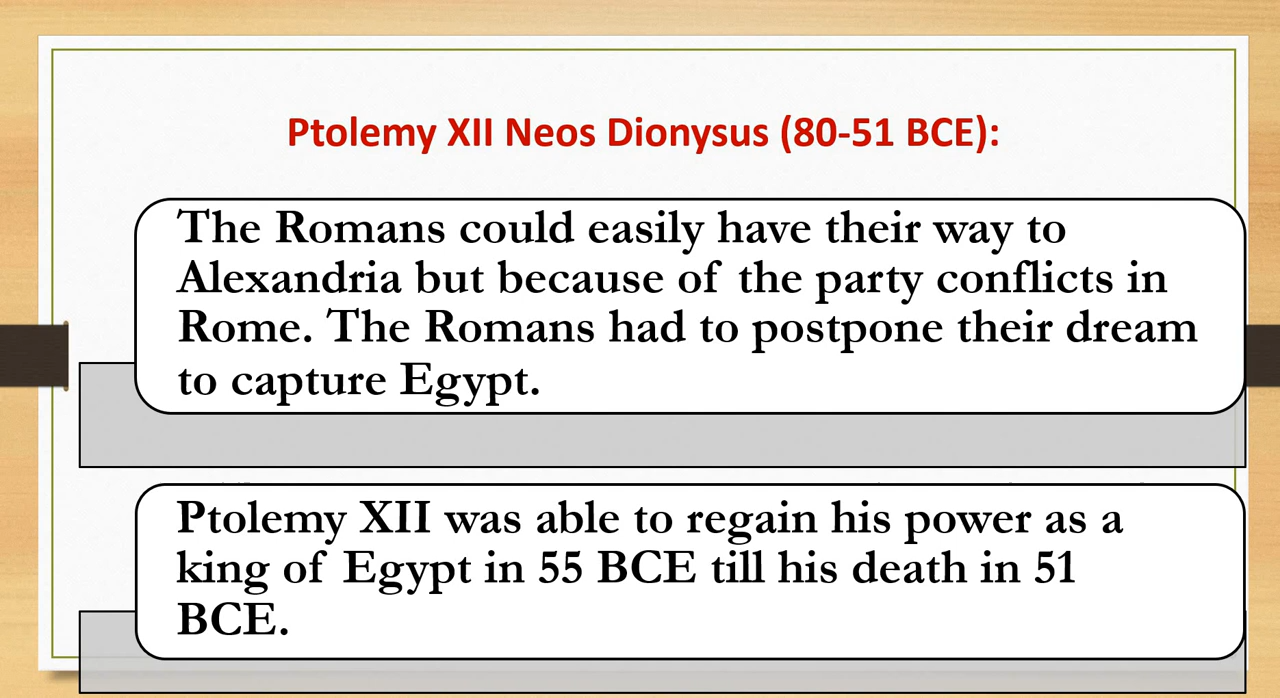 Ptolemy XII Neos Dionysus (80-51 BCE):
The Romans could easily have their way to
Alexandria but because of the party conflicts in
Rome. The Romans had to postpone their dream
to capture Egypt.
Ptolemy XII was able to regain his power as a
king of Egypt in 55 BCE till his death in 51
BCE.